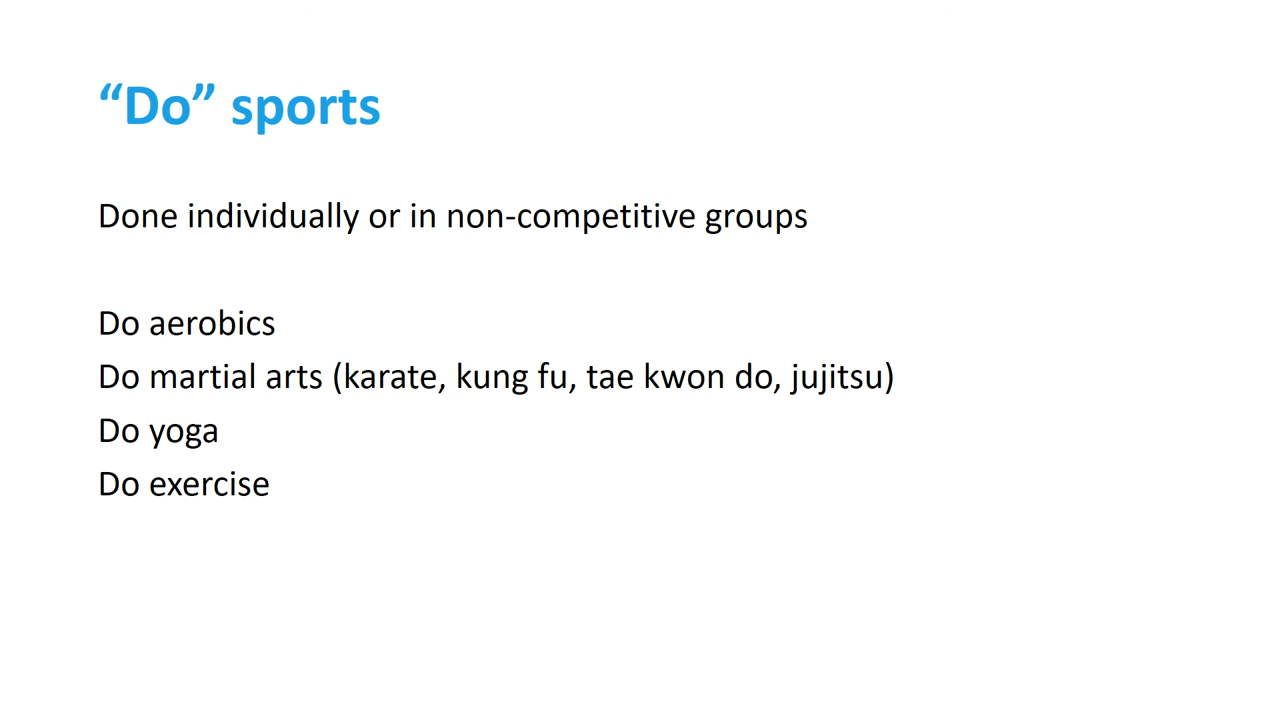 “Do” sports
Done individually or in non-competitive groups
Do aerobics
Do martial arts (karate, kung fu, tae kwon do, jujitsu)
Do yoga
Do exercise